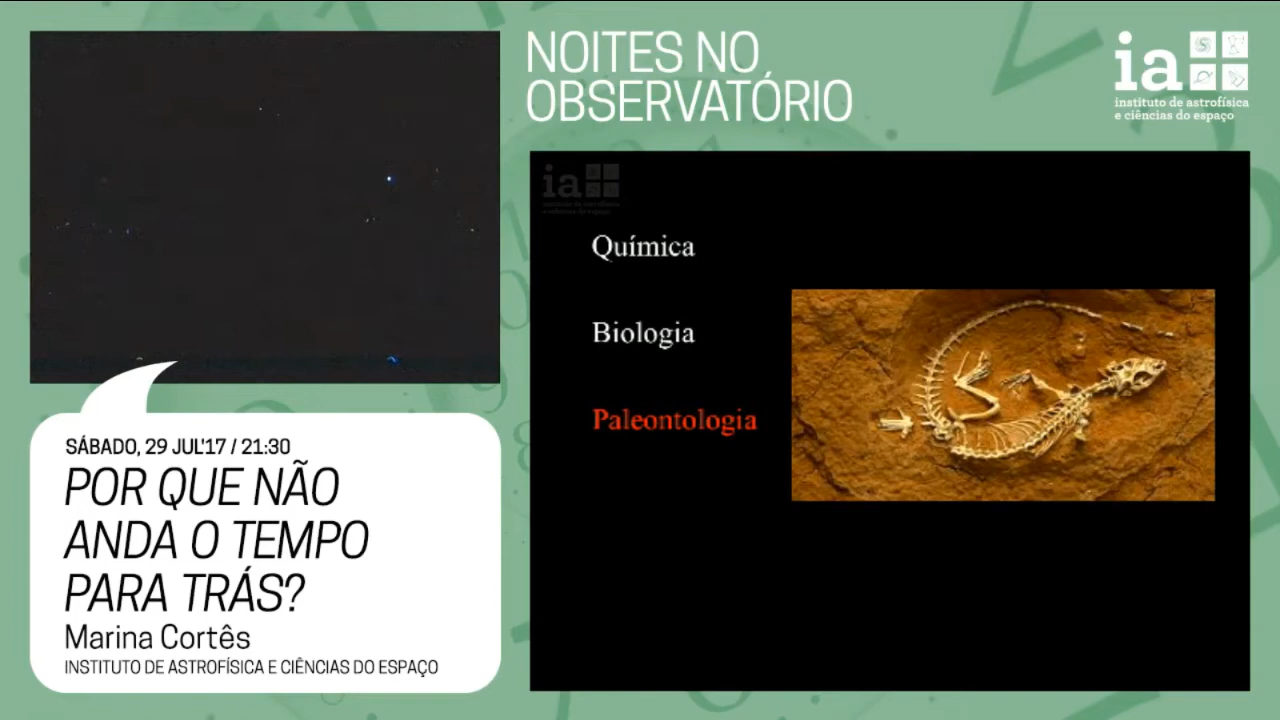 NOITES NO
OBSERVATÓRIO
ia
instituto de astrofísica
e ciências do espaço
ia
Química
Biologia
Paleontologia
SÁBADO, 29 JUL'17 / 21:30
POR QUE NÃO
ANDA O TEMPO
PARA TRÁS?
Marina Cortês
INSTITUTO DE ASTROFÍSICA E CIÊNCIAS DO ESPAÇO